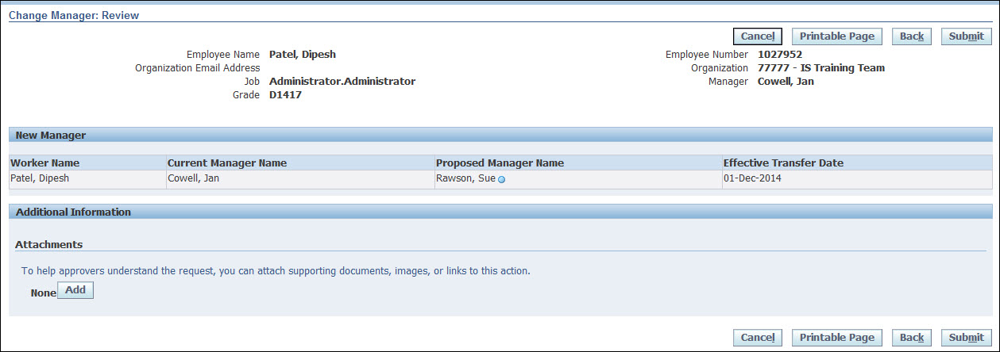 Change Manager: Review
Cancel Printable Page Back Submit
Employee Name Patel, Dipesh Employee Number 1027952
Organization Email Address Organization 77777 - IS Training Team
Job Administrator.Administrator Manager Cowell, Jan
Grade D1417
New Manager
Worker Name Current Manager Name Proposed Manager Name Effective Transfer Date
Patel, Dipesh Cowell, Jan Rawson, Sue 01-Dec-2014
Additional Information
Attachments
To help approvers understand the request, you can attach supporting documents, images, or links to this action.
None Add
Cancel Printable Page Back Submit